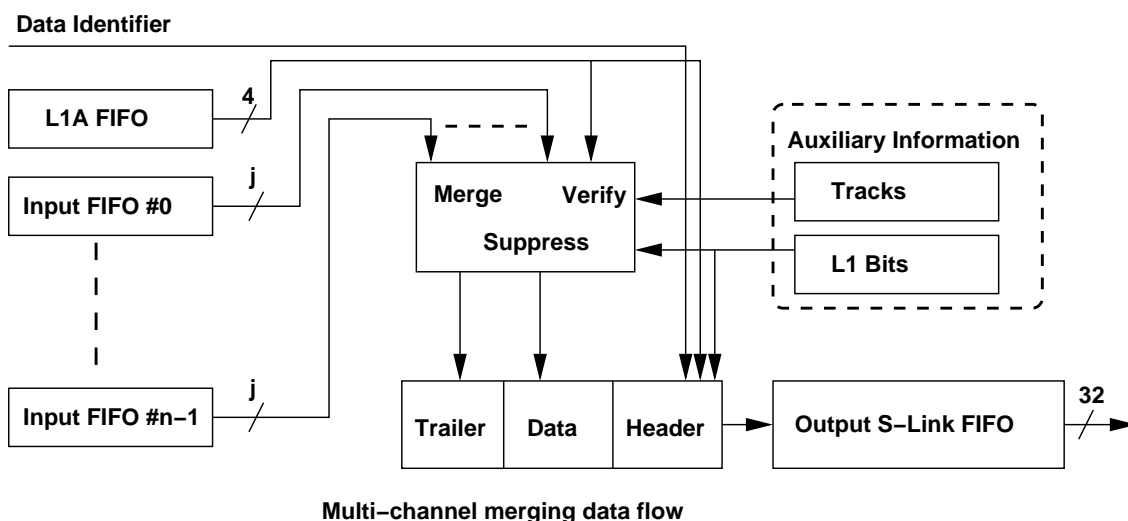 Data Identifier
L1A FIFO
4
Input FIFO #0
j
Input FIFO #n−1
j
Merge Verify
Suppress
Auxiliary Information
Tracks
L1 Bits
Trailer
Data
Header
Output S−Link FIFO
32
Multi−channel merging data flow